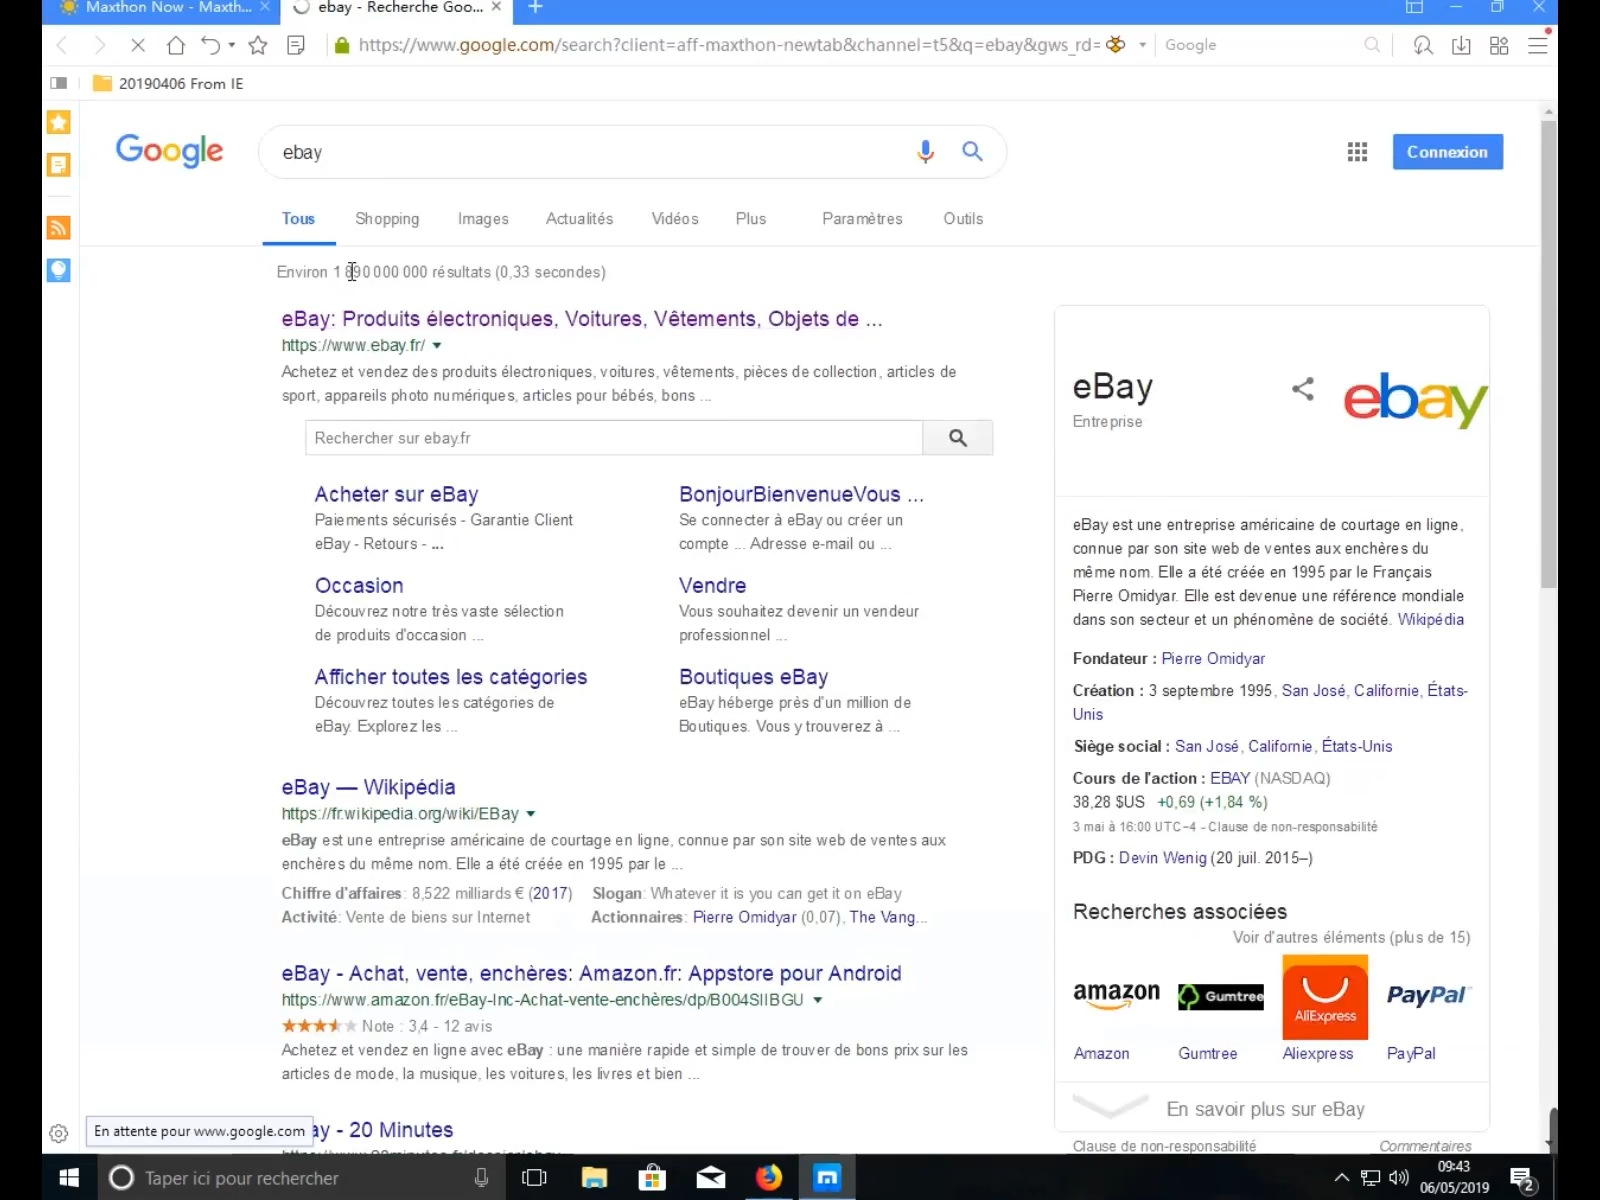 Maxthon Now - Maxth...
ebay - Recherche Goo...
https://www.google.com/search?client=aff-maxthon-newtab&channel=t5&q=ebay&gws_rd=
Google
20190406 From IE
Google
ebay
Connexion
Tous
Shopping
Images
Actualités
Vidéos
Plus
Paramètres
Outils
Environ 1 890 000 000 résultats (0,33 secondes)
eBay: Produits électroniques, Voitures, Vêtements, Objets de ...
https://www.ebay.fr/
Achetez et vendez des produits électroniques, voitures, vêtements, pièces de collection, articles de
sport, appareils photo numériques, articles pour bébés, bons ...
Rechercher sur ebay.fr
Acheter sur eBay
Paiements sécurisés - Garantie Client
eBay - Retours - ...
BonjourBienvenueVous ...
Se connecter à eBay ou créer un
compte ... Adresse e-mail ou ...
Occasion
Découvrez notre très vaste sélection
de produits d'occasion ...
Vendre
Vous souhaitez devenir un vendeur
professionnel ...
Afficher toutes les catégories
Découvrez toutes les catégories de
eBay. Explorez les ...
Boutiques eBay
eBay héberge près d'un million de
Boutiques. Vous y trouverez à ...
eBay — Wikipédia
https://fr.wikipedia.org/wiki/EBay
eBay est une entreprise américaine de courtage en ligne, connue par son site web de ventes aux
enchères du même nom. Elle a été créée en 1995 par le ...
Chiffre d'affaires: 8,522 milliards € (2017) Slogan: Whatever it is you can get it on eBay
Activité: Vente de biens sur Internet Actionnaires: Pierre Omidyar (0,07), The Vang...
eBay - Achat, vente, enchères: Amazon.fr: Appstore pour Android
https://www.amazon.fr/eBay-Inc-Achat-vente-enchères/dp/B004SIIBGU
Note : 3,4 - 12 avis
Achetez et vendez en ligne avec eBay : une manière rapide et simple de trouver de bons prix sur les
articles de mode, la musique, les voitures, les livres et bien ...
ay - 20 Minutes
eBay
Entreprise
ebay
eBay est une entreprise américaine de courtage en ligne,
connue par son site web de ventes aux enchères du
même nom. Elle a été créée en 1995 par le Français
Pierre Omidyar. Elle est devenue une référence mondiale
dans son secteur et un phénomène de société. Wikipédia
Fondateur : Pierre Omidyar
Création : 3 septembre 1995, San José, Californie, États-
Unis
Siège social : San José, Californie, États-Unis
Cours de l'action : EBAY (NASDAQ)
38,28 $US +0,69 (+1,84 %)
3 mai à 16:00 UTC−4 - Clause de non-responsabilité
PDG : Devin Wenig (20 juil. 2015–)
Recherches associées
Voir d'autres éléments (plus de 15)
amazon
Gumtree
AliExpress
PayPal
Amazon
Gumtree
Aliexpress
PayPal
En savoir plus sur eBay
Clause de non-responsabilité
Commentaires
En attente pour www.google.com
Taper ici pour rechercher
09:43
06/05/2019
2